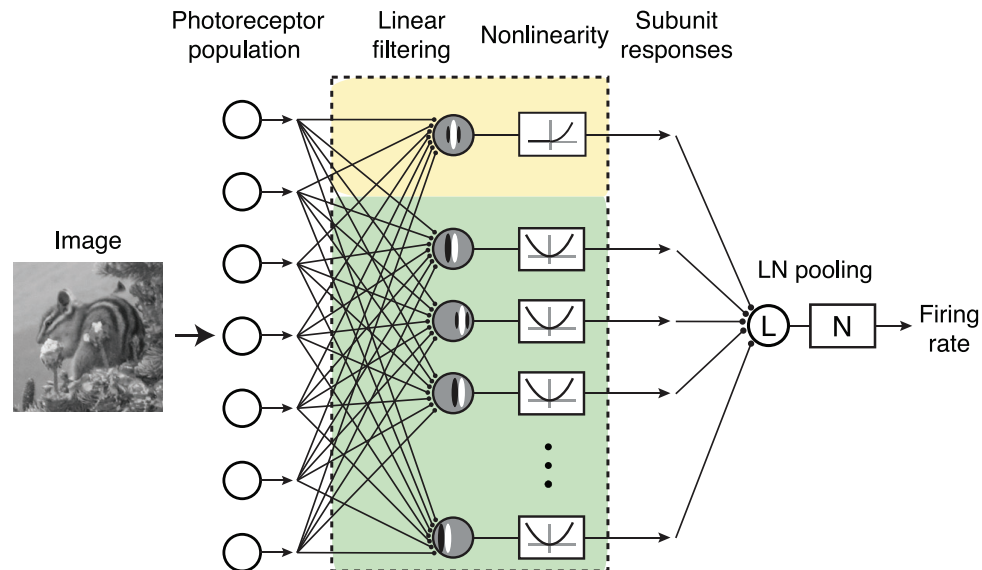 Photoreceptor
population
Linear
filtering
Nonlinearity
Subunit
responses
Image
LN pooling
L
N
Firing
rate